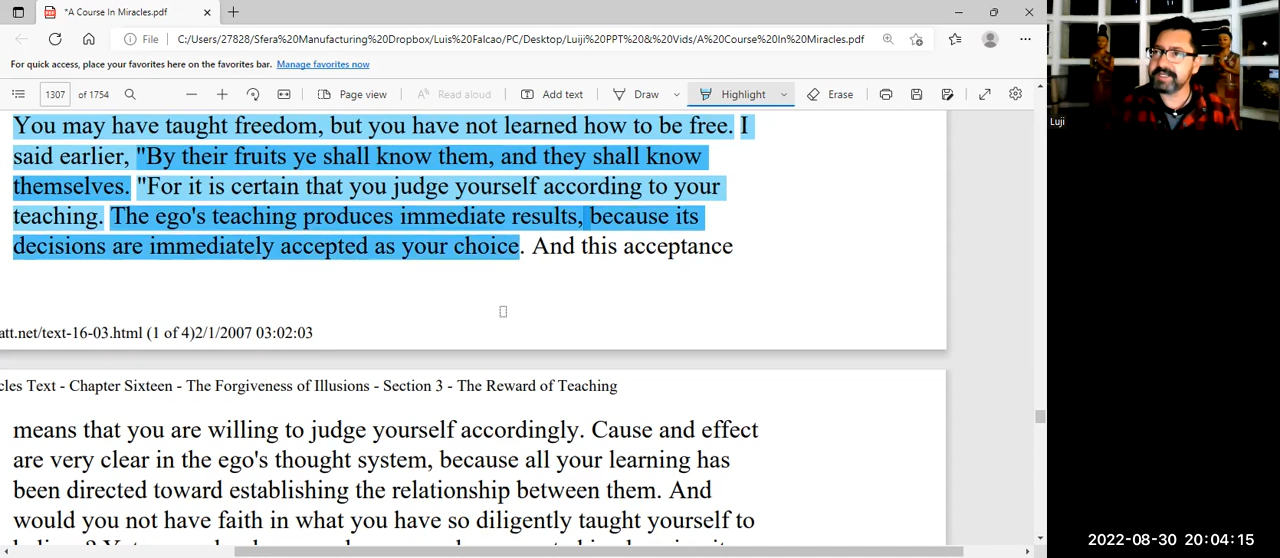 *A Course In Miracles.pdf
File C:/Users/27828/Sfera%20Manufacturing%20Dropbox/Luis%20Falcao/PC/Desktop/Luiji%20PPT%20&%20Vids/A%20Course%20In%20Miracles.pdf
For quick access, place your favorites here on the favorites bar. Manage favorites now
1307 of 1754 Page view Read aloud Add text Draw Highlight Erase
You may have taught freedom, but you have not learned how to be free. I
said earlier, "By their fruits ye shall know them, and they shall know
themselves. "For it is certain that you judge yourself according to your
teaching. The ego's teaching produces immediate results, because its
decisions are immediately accepted as your choice. And this acceptance
att.net/text-16-03.html (1 of 4)2/1/2007 03:02:03
cles Text - Chapter Sixteen - The Forgiveness of Illusions - Section 3 - The Reward of Teaching
means that you are willing to judge yourself accordingly. Cause and effect
are very clear in the ego's thought system, because all your learning has
been directed toward establishing the relationship between them. And
would you not have faith in what you have so diligently taught yourself to
Luji
2022-08-30 20:04:15